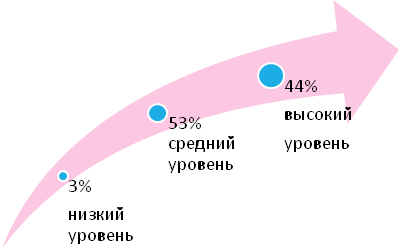 44%
высокий
уровень
53%
средний
уровень
3%
низкий
уровень